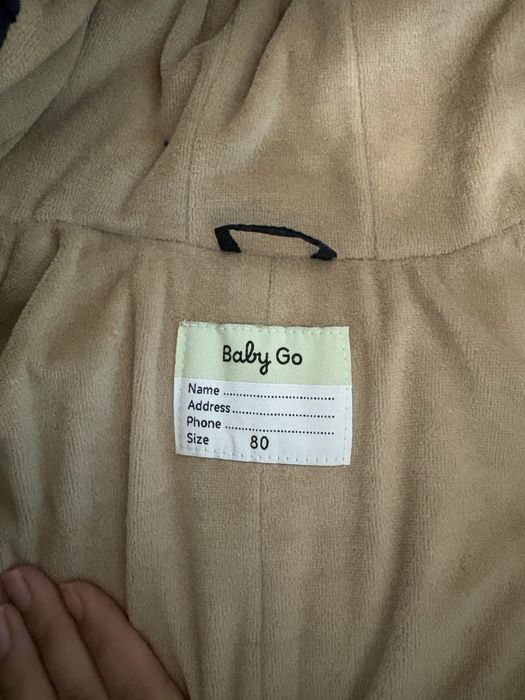 Baby Go
Name ..............................
Address............................
Phone ..............................
Size 80